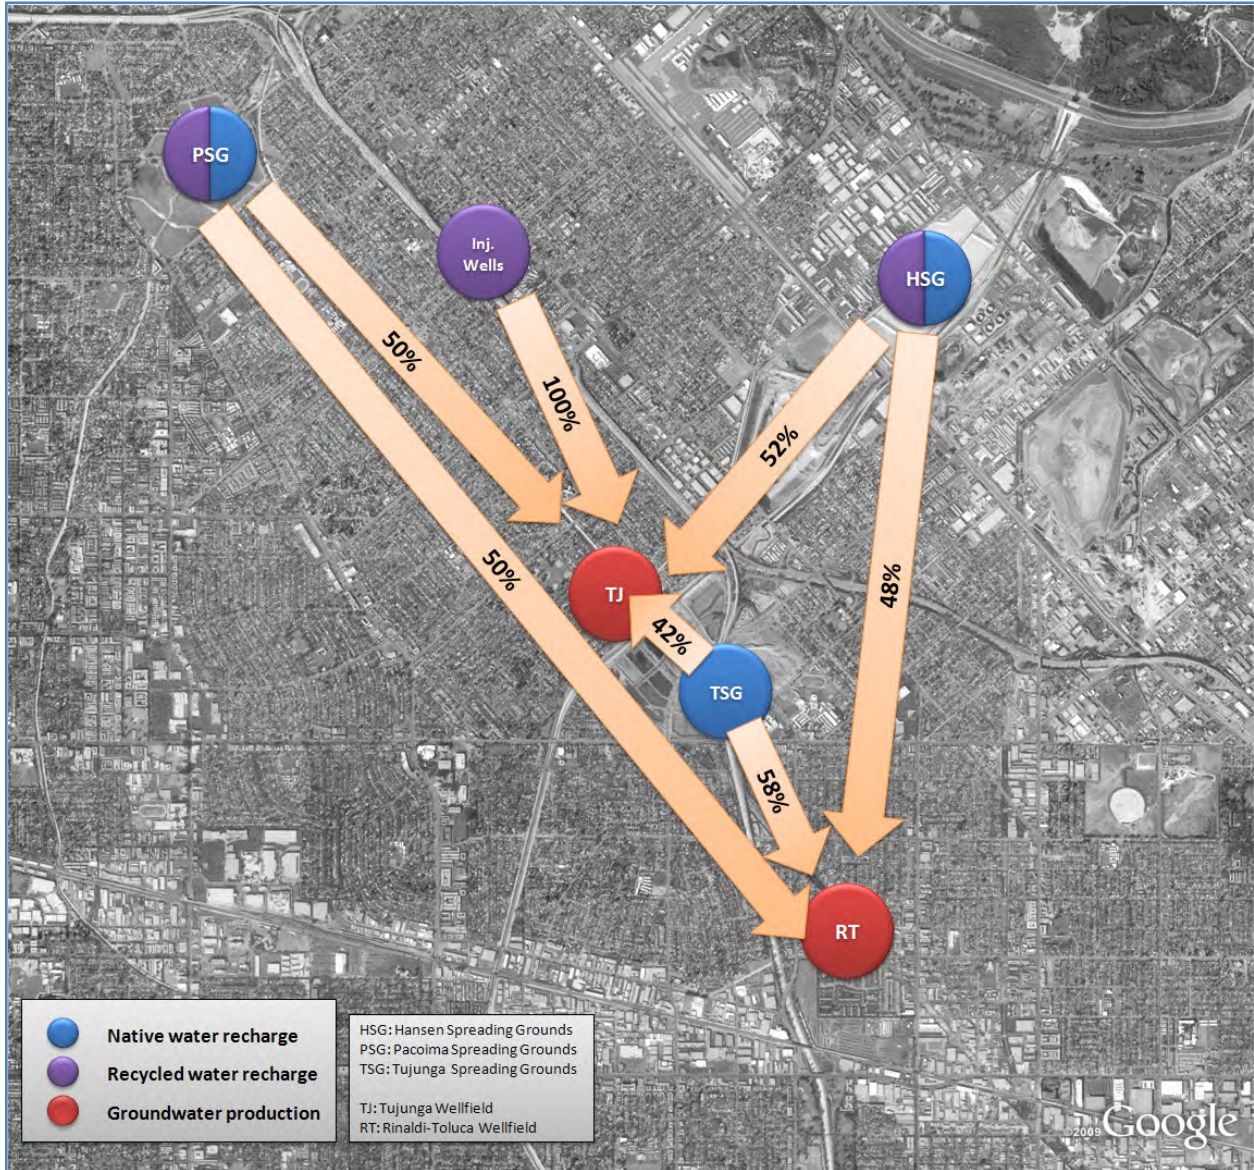 PSG
Inj.
Wells
HSG
50%
100%
52%
50%
48%
TJ
42%
TSG
58%
RT
Native water recharge
Recycled water recharge
Groundwater production
HSG: Hansen Spreading Grounds
PSG: Pacoima Spreading Grounds
TSG: Tujunga Spreading Grounds
TJ: Tujunga Wellfield
RT: Rinaldi-Toluca Wellfield
©2009 Google